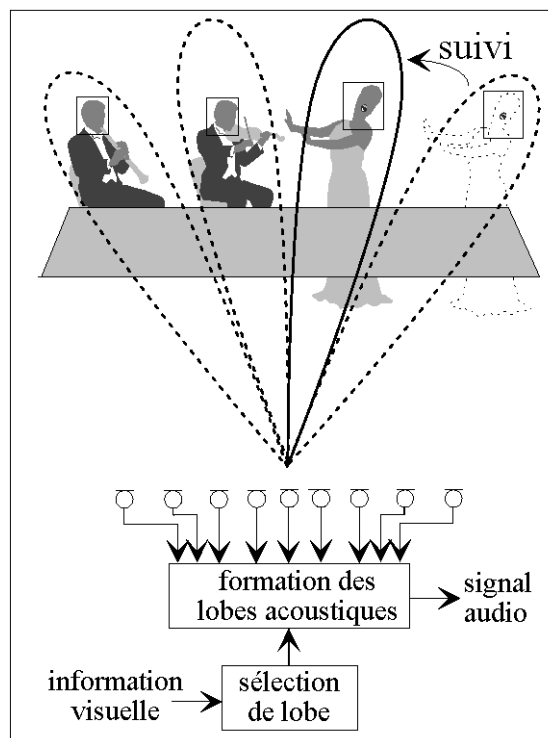 suivi
formation des
lobes acoustiques
signal
audio
information
visuelle
sélection
de lobe